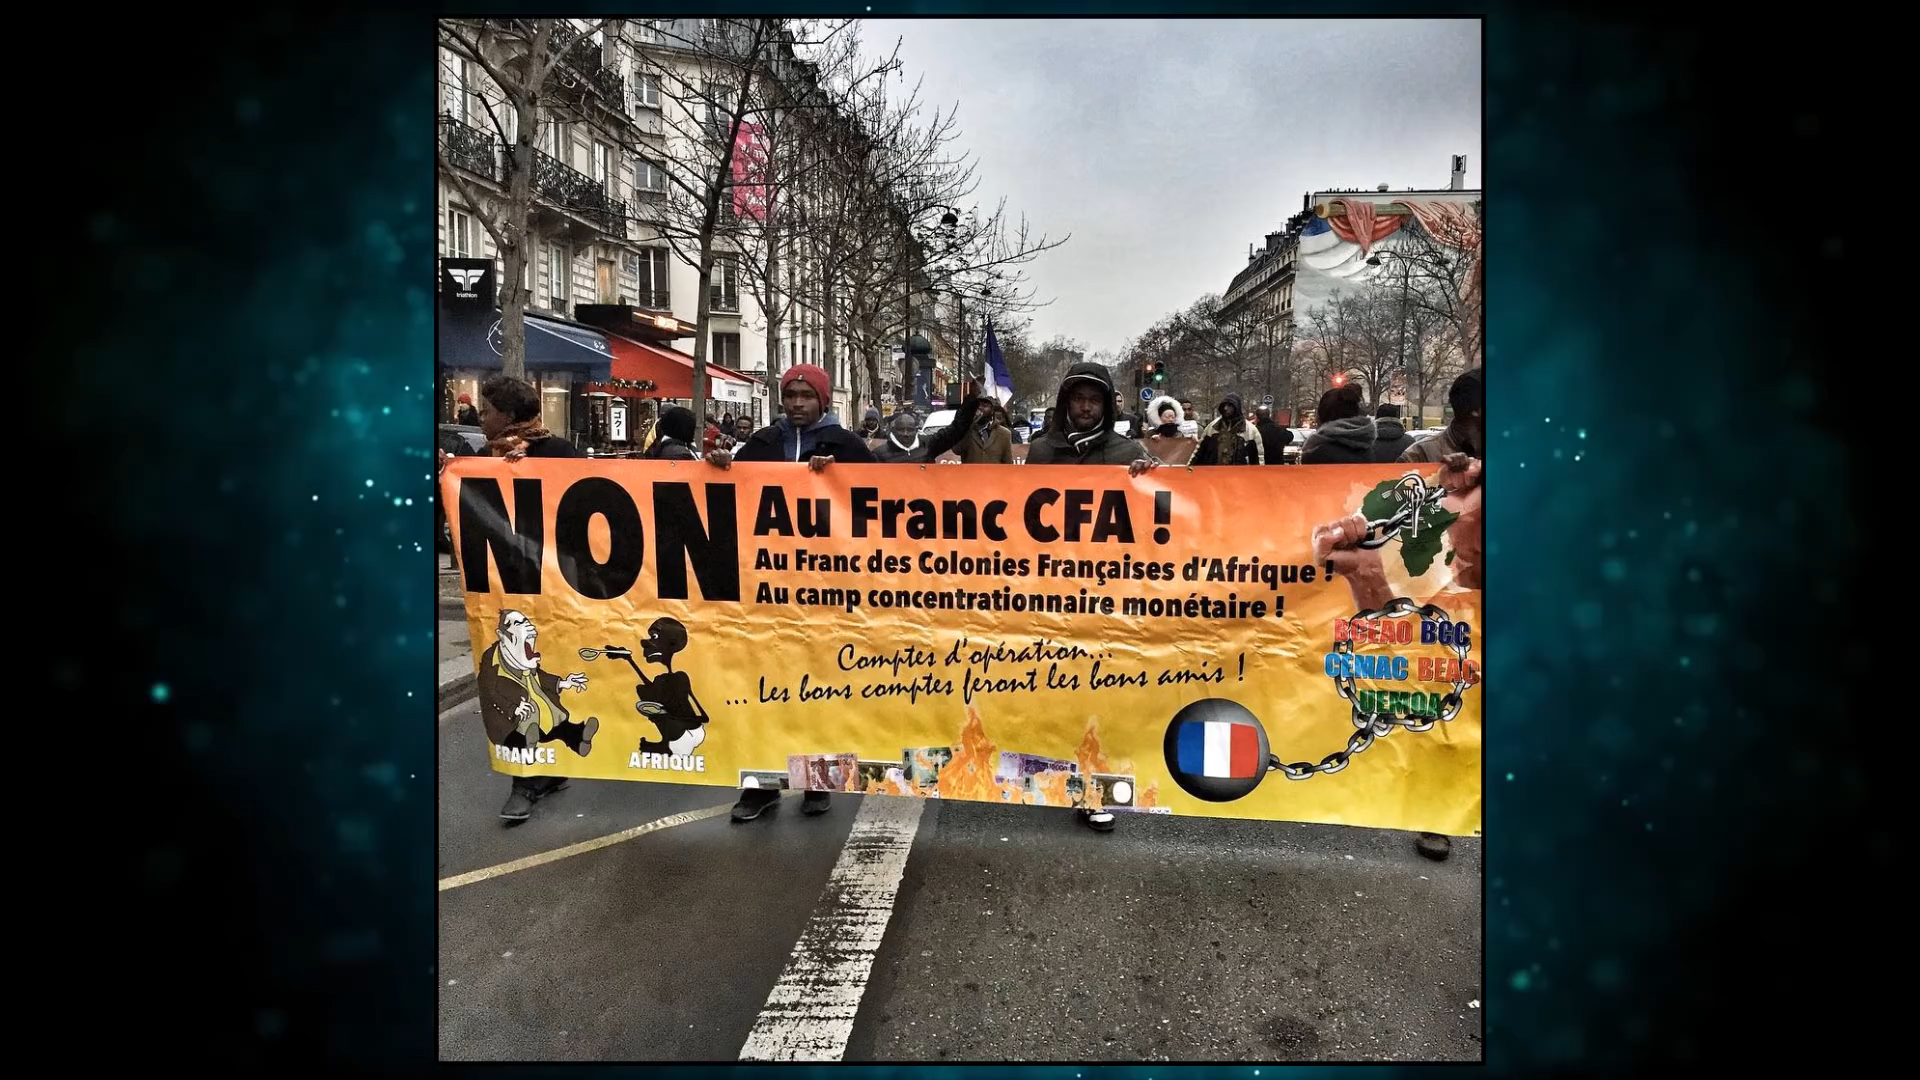 triathlon
NON Au Franc CFA !
Au Franc des Colonies Françaises d'Afrique !
Au camp concentrationnaire monétaire !
Comptes d'opération...
... Les bons comptes feront les bons amis !
BCEAO BCC
CEMAC BEAC
UEMOA
FRANCE
AFRIQUE